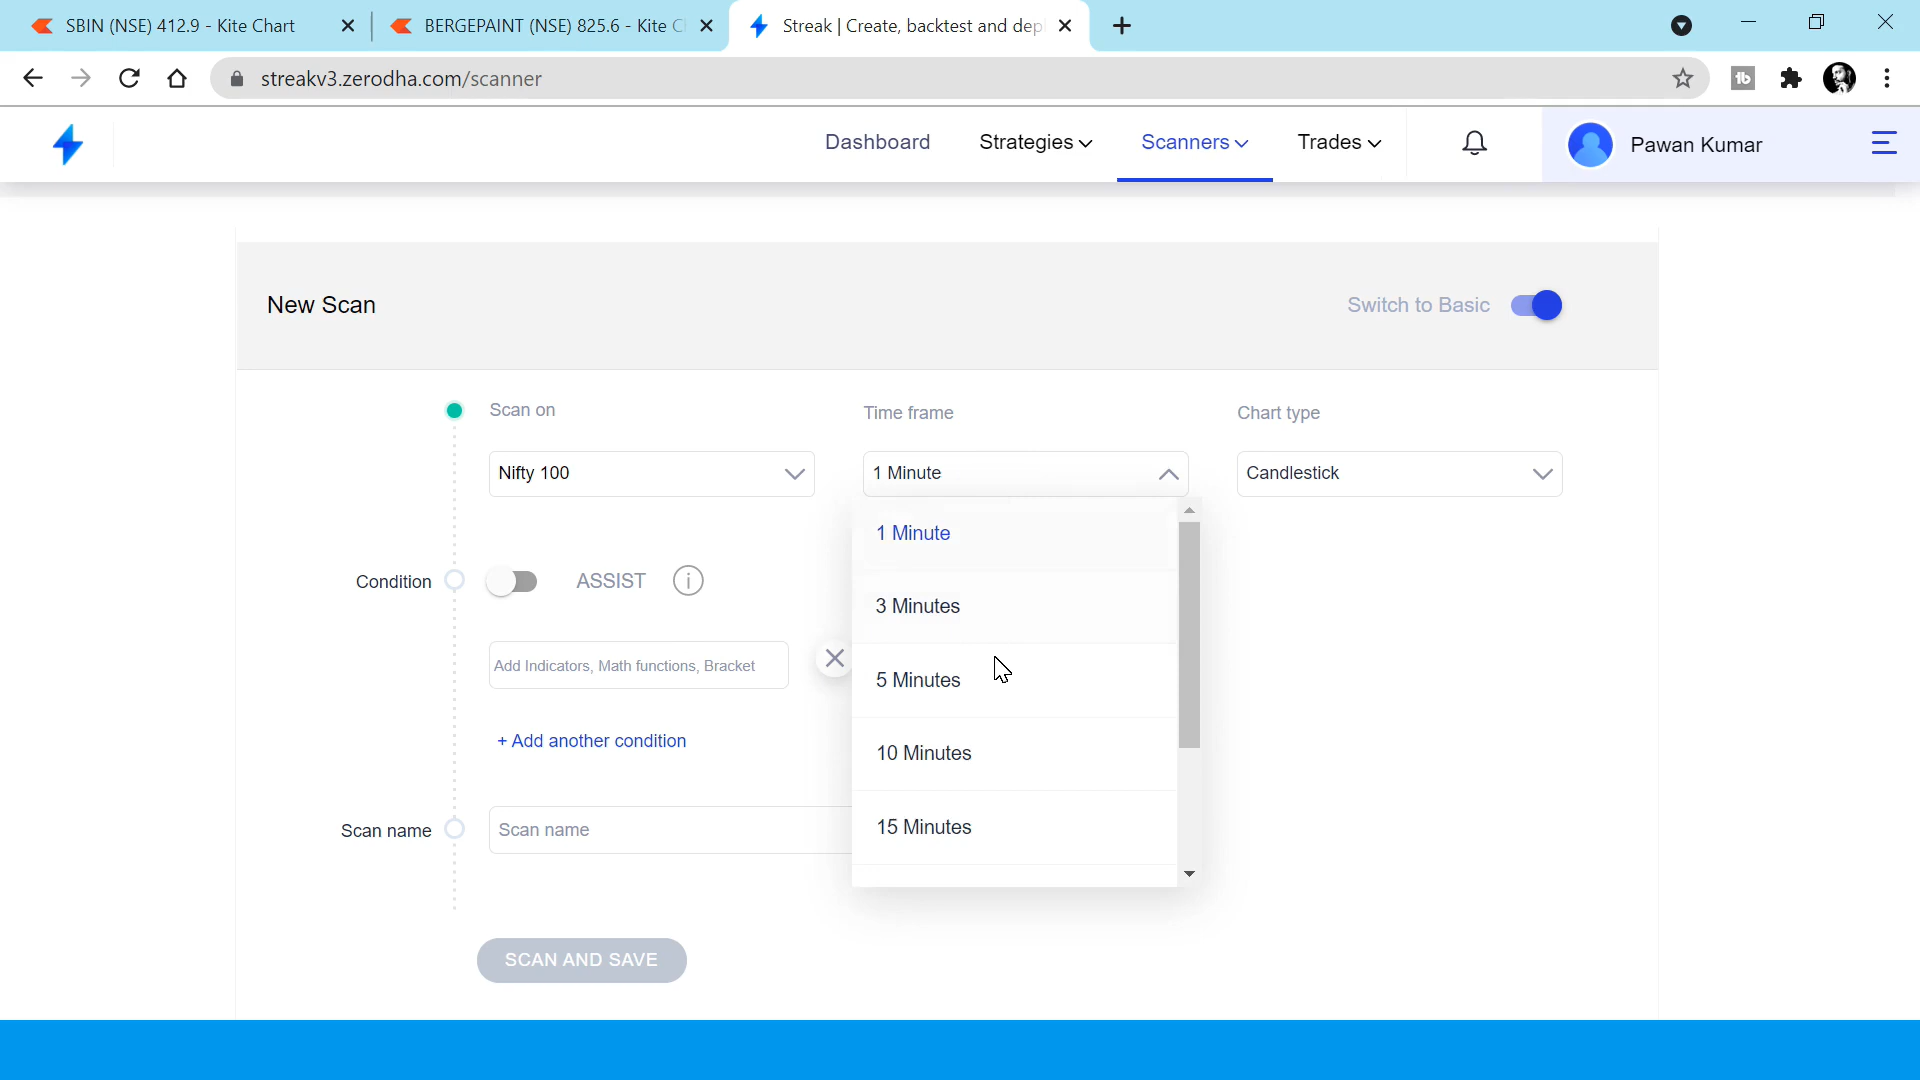 SBIN (NSE) 412.9 - Kite Chart
BERGEPAINT (NSE) 825.6 - Kite C
Streak | Create, backtest and dep
streakv3.zerodha.com/scanner
Dashboard
Strategies
Scanners
Trades
Pawan Kumar
New Scan
Switch to Basic
Scan on
Time frame
Chart type
Nifty 100
1 Minute
Candlestick
1 Minute
3 Minutes
5 Minutes
10 Minutes
15 Minutes
Condition
ASSIST
Add Indicators, Math functions, Bracket
+ Add another condition
Scan name
Scan name
SCAN AND SAVE